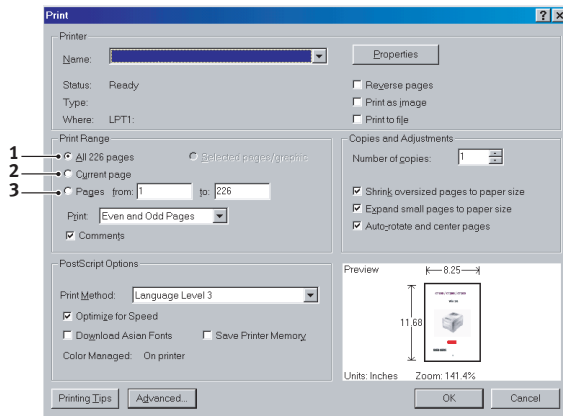 Print
Printer
Name:
Properties
Status: Ready
Type:
Where: LPT1:
Reverse pages
Print as image
Print to file
Print Range
1 All 226 pages
Selected pages/graphic
2 Current page
3 Pages from: 1 to: 226
Print: Even and Odd Pages
Comments
Copies and Adjustments
Number of copies: 1
Shrink oversized pages to paper size
Expand small pages to paper size
Auto-rotate and center pages
PostScript Options
Print Method: Language Level 3
Optimize for Speed
Download Asian Fonts
Save Printer Memory
Color Managed: On printer
Preview
8.25
11.68
Units: Inches Zoom: 141.4%
Printing Tips
Advanced...
OK
Cancel